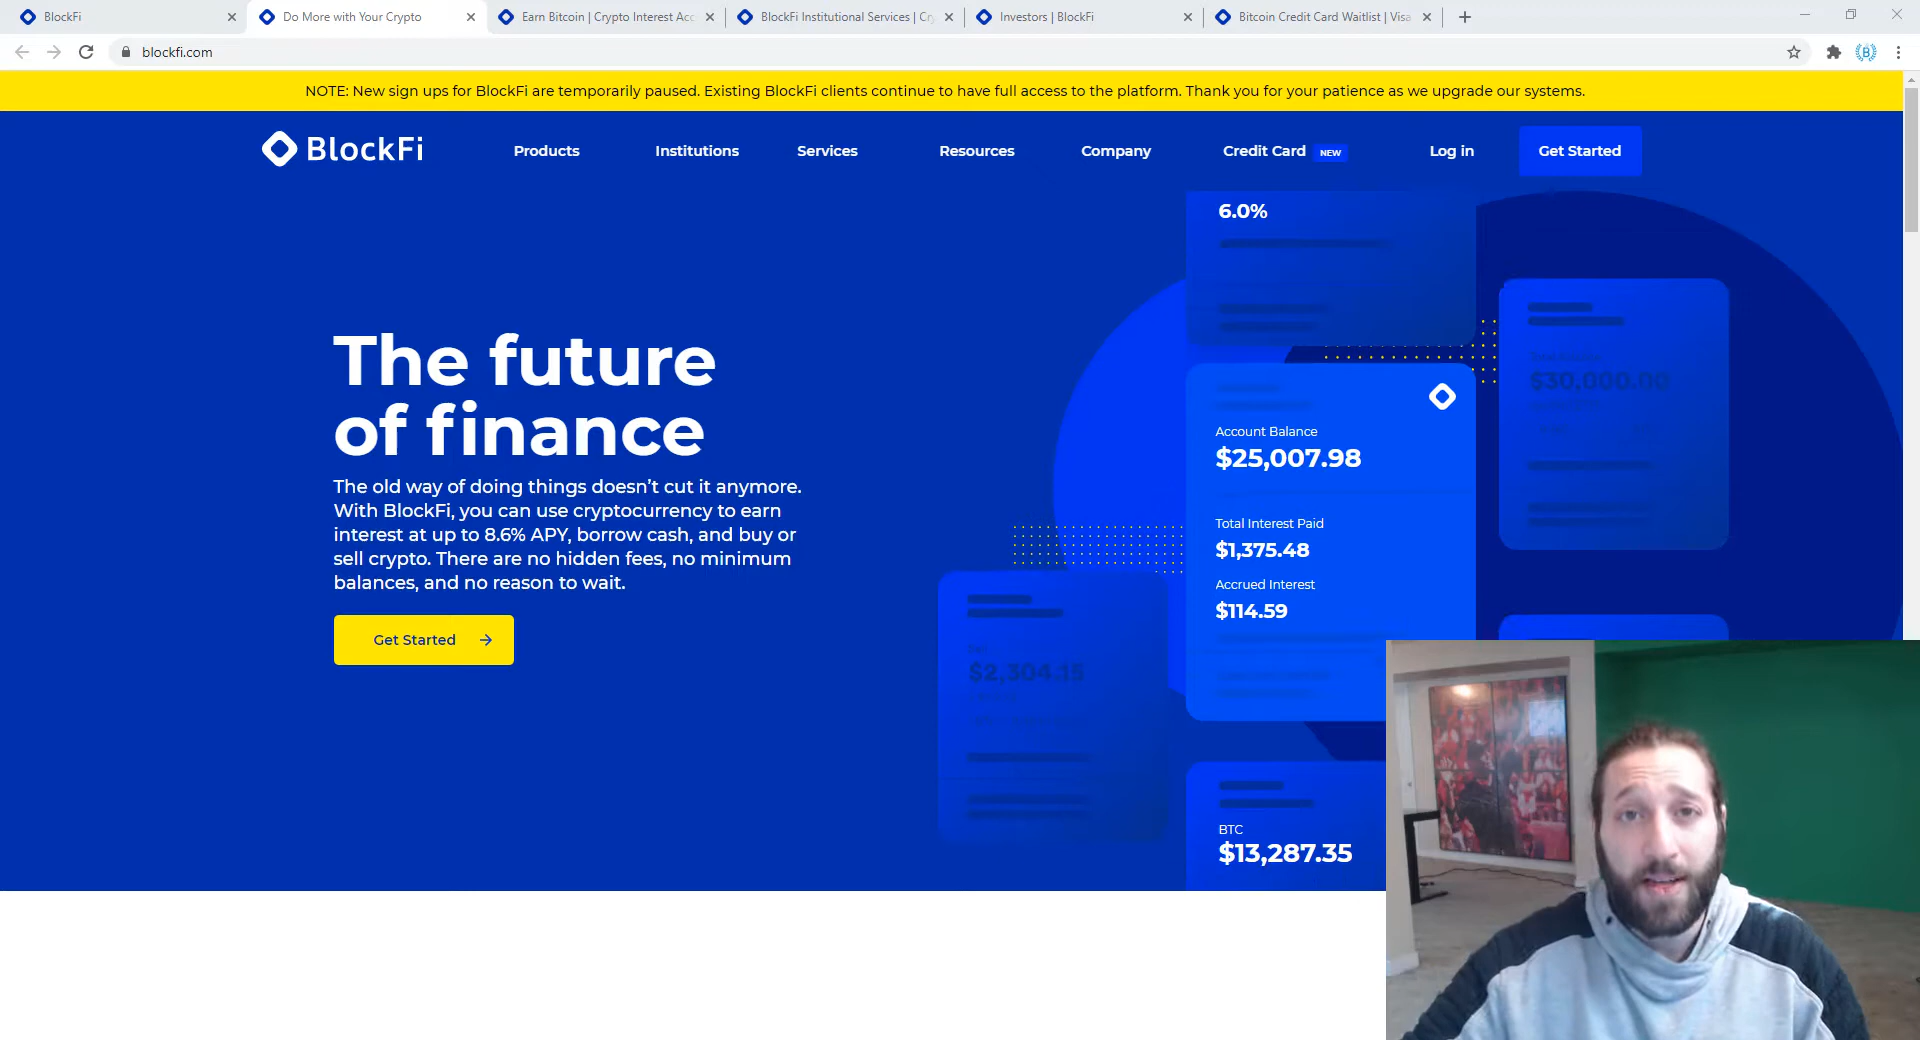 BlockFi
Do More with Your Crypto
Earn Bitcoin | Crypto Interest Acc
BlockFi Institutional Services | Cry
Investors | BlockFi
Bitcoin Credit Card Waitlist | Visa
blockfi.com
NOTE: New sign ups for BlockFi are temporarily paused. Existing BlockFi clients continue to have full access to the platform. Thank you for your patience as we upgrade our systems.
BlockFi
Products
Institutions
Services
Resources
Company
Credit Card NEW
Log in
Get Started
6.0%
The future
of finance
The old way of doing things doesn’t cut it anymore.
With BlockFi, you can use cryptocurrency to earn
interest at up to 8.6% APY, borrow cash, and buy or
sell crypto. There are no hidden fees, no minimum
balances, and no reason to wait.
Get Started
$30,000.00
Account Balance
$25,007.98
Total Interest Paid
$1,375.48
Accrued Interest
$114.59
$2,304.15
BTC
$13,287.35